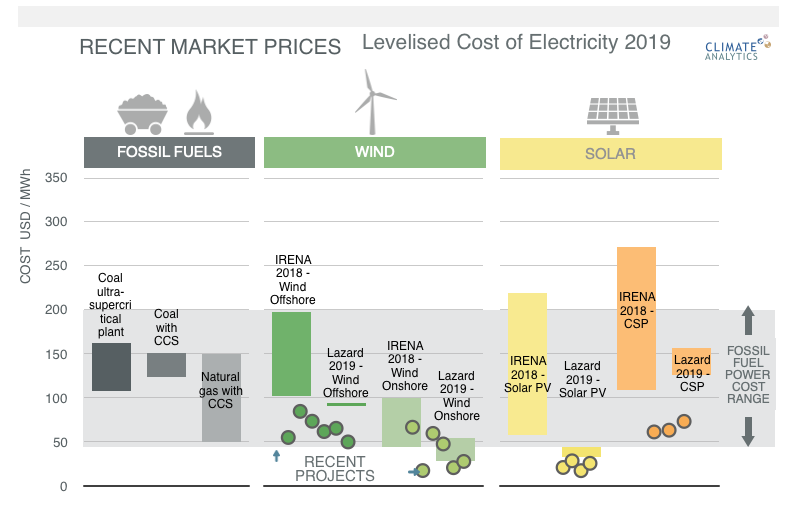 RECENT MARKET PRICES
Levelised Cost of Electricity 2019
CLIMATE
ANALYTICS
FOSSIL FUELS
WIND
SOLAR
COST USD / MWh
350
300
250
200
150
100
50
0
Coal
ultra-
supercri
tical
plant
Coal
with
CCS
Natural
gas with
CCS
IRENA
2018 -
Wind
Offshore
Lazard
2019 -
Wind
Offshore
IRENA
2018 -
Wind
Onshore
Lazard
2019 -
Wind
Onshore
RECENT
PROJECTS
IRENA
2018 -
Solar PV
Lazard
2019 -
Solar PV
IRENA
2018 -
CSP
Lazard
2019 -
CSP
FOSSIL
FUEL
POWER
COST
RANGE